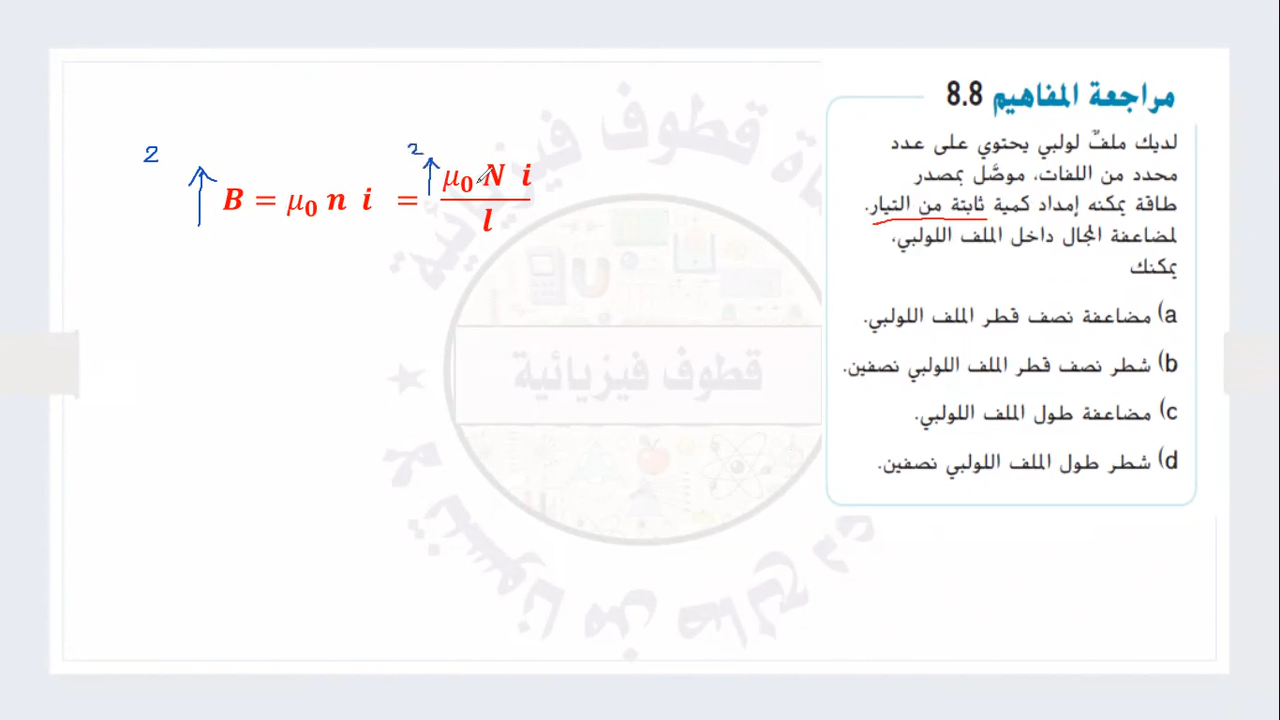 مراجعة المفاهيم 8.8
لديك ملفٌ لولبي يحتوي على عدد
محدد من اللفات، موصَّل بمصدر
طاقة يمكنه إمداد كمية ثابتة من التيار.
لمضاعفة المجال داخل الملف اللولبي،
يمكنك
a) مضاعفة نصف قطر الملف اللولبي.
b) شطر نصف قطر الملف اللولبي نصفين.
c) مضاعفة طول الملف اللولبي.
d) شطر طول الملف اللولبي نصفين.
2 ↑ B = μ₀ n i = 2 ↑ μ₀ N i / l
قطوف فيزيائية
قطوف فيزيائية